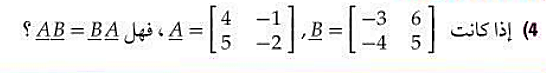 4) إذا كانت A = [4 -1; 5 -2] , B = [-3 6; -4 5] ، فهل AB = BA ؟